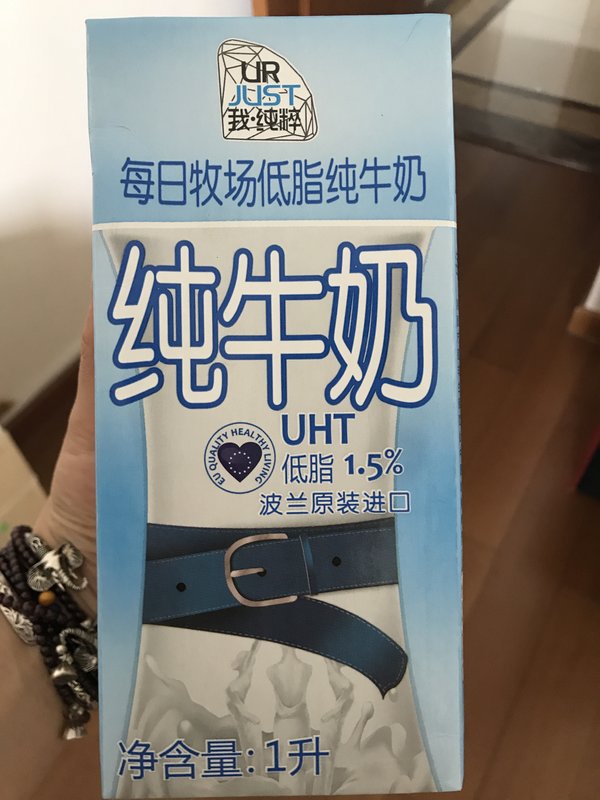 UR
JUST
我·纯粹
每日牧场低脂纯牛奶
纯牛奶
UHT
EU QUALITY HEALTHY LIVING
低脂 1.5%
波兰原装进口
净含量:1升